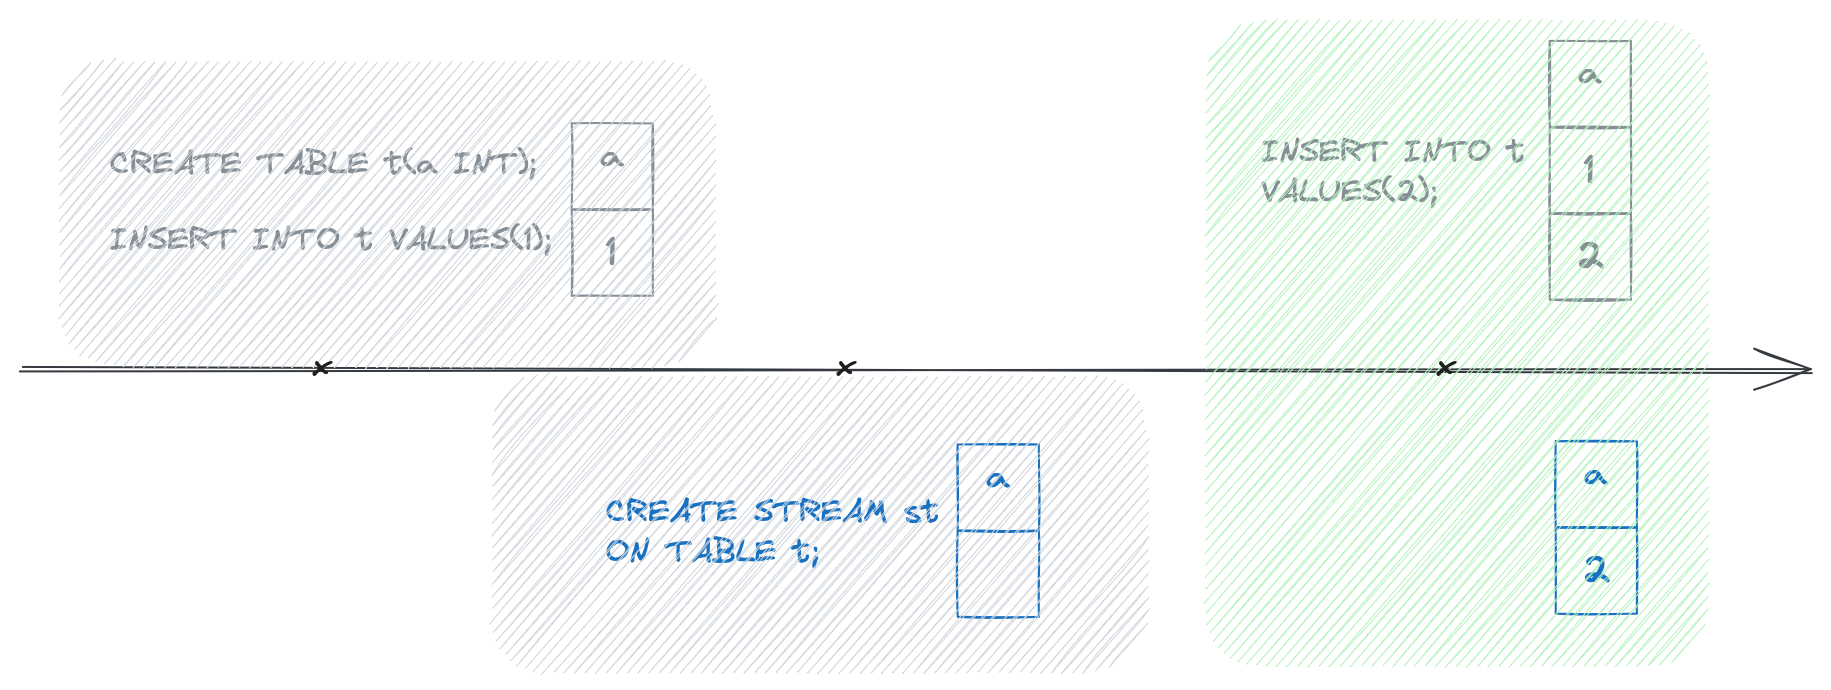 CREATE TABLE t(a INT);
INSERT INTO t VALUES(1);
a
1
CREATE STREAM st
ON TABLE t;
a
INSERT INTO t
VALUES(2);
a
1
2
a
2